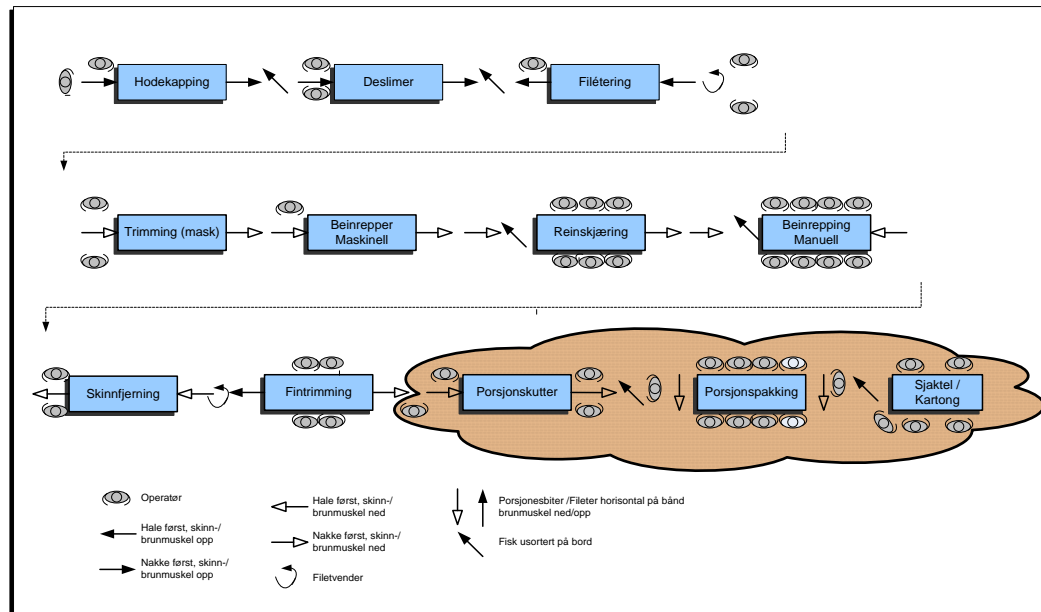 Hodekapping
Deslimer
Filétering
Trimming (mask)
Beinrepper
Maskinell
Reinskjæring
Beinrepping
Manuell
Skinnfjerning
Fintrimming
Porsjonskutter
Porsjonspakking
Sjaktel /
Kartong
Operatør
Hale først, skinn-/
brunmuskel opp
Nakke først, skinn-/
brunmuskel opp
Hale først, skinn-/
brunmuskel ned
Nakke først, skinn-/
brunmuskel ned
Filetvender
Porsjonesbiter /Fileter horisontal på bånd
brunmuskel ned/opp
Fisk usortert på bord